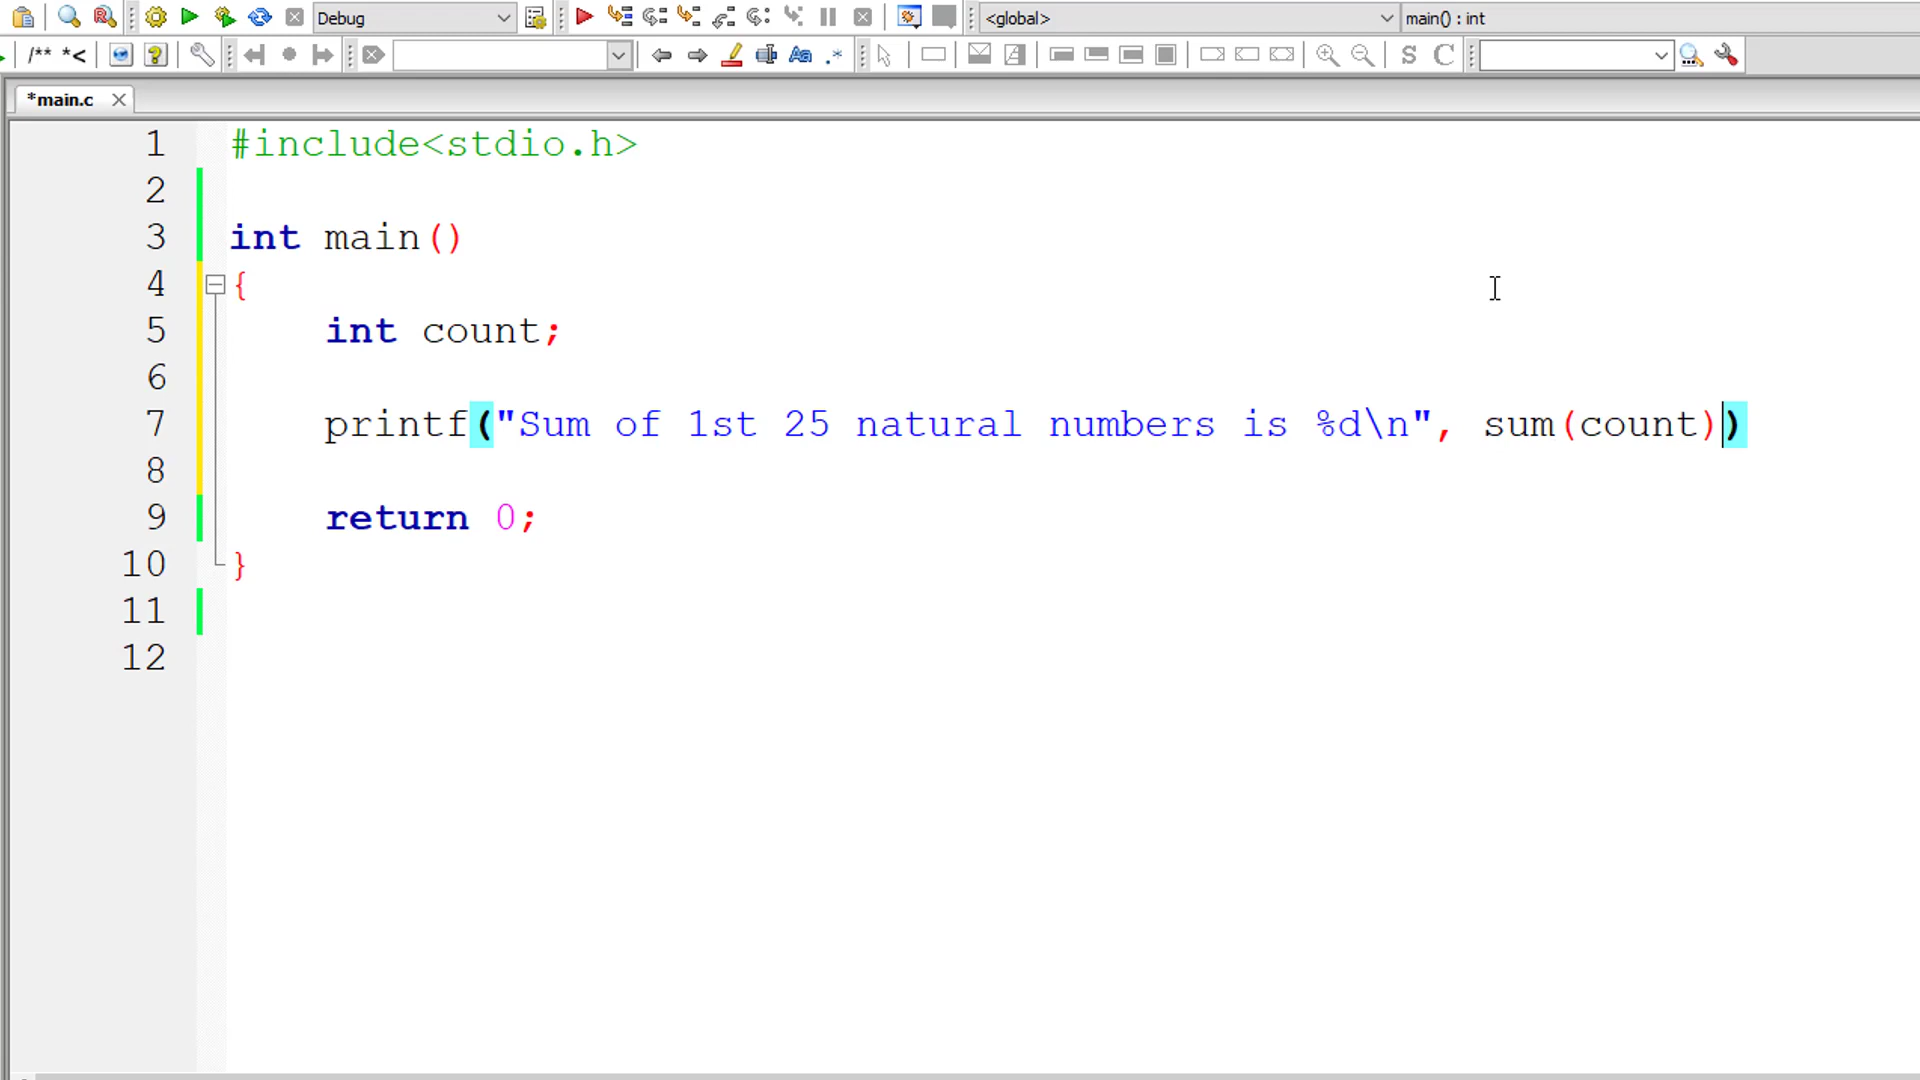 Debug <global> main() : int
/** *<
*main.c
1 #include<stdio.h>
2
3 int main()
4 {
5 int count;
6
7 printf("Sum of 1st 25 natural numbers is %d\n", sum(count))
8
9 return 0;
10 }
11
12